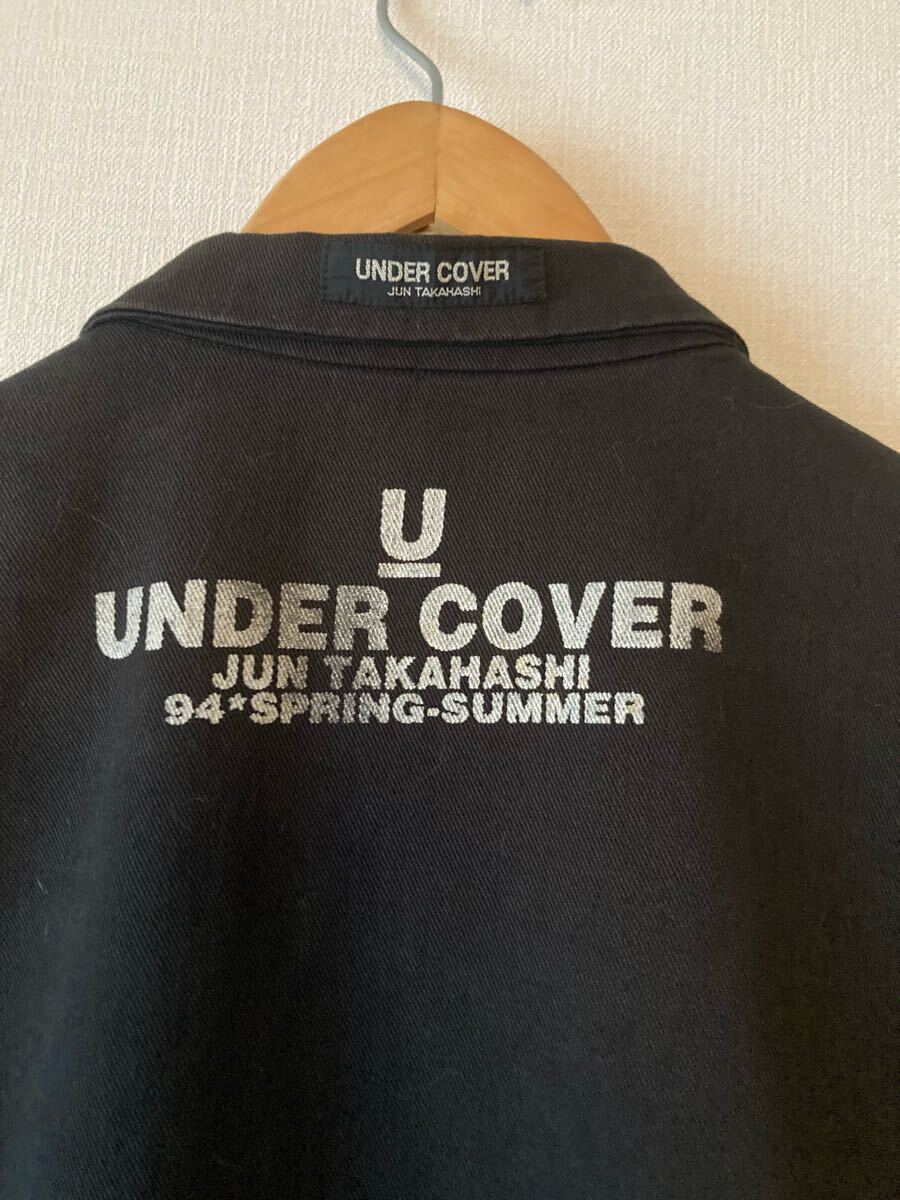 UNDER COVER
JUN TAKAHASHI
U
UNDER COVER
JUN TAKAHASHI
94*SPRING-SUMMER